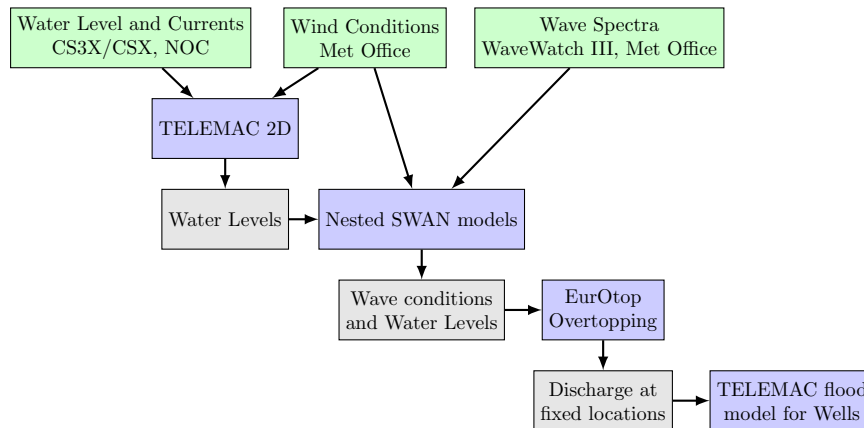 Water Level and Currents
CS3X/CSX, NOC
Wind Conditions
Met Office
Wave Spectra
WaveWatch III, Met Office
TELEMAC 2D
Water Levels
Nested SWAN models
Wave conditions
and Water Levels
EurOtop
Overtopping
Discharge at
fixed locations
TELEMAC flood
model for Wells